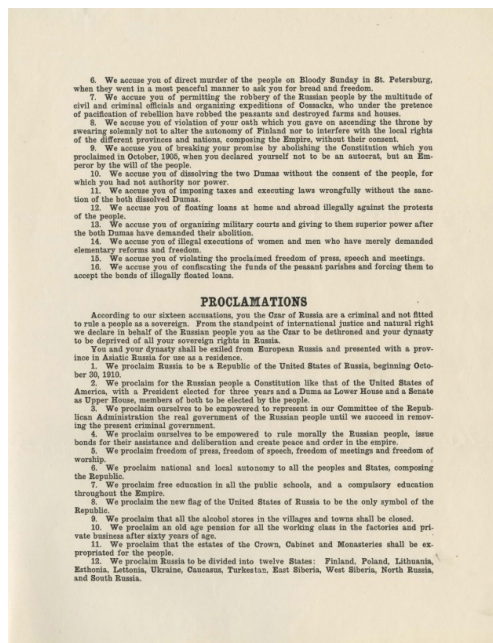 6. We accuse you of direct murder of the people on Bloody Sunday in St. Petersburg,
when they went in a most peaceful manner to ask you for bread and freedom.
7. We accuse you of permitting the robbery of the Russian people by the multitude of
civil and criminal officials and organizing expeditions of Cossacks, who under the pretence
of pacification of rebellion have robbed the peasants and destroyed farms and houses.
8. We accuse you of violation of your oath which you gave on ascending the throne by
swearing solemnly not to alter the autonomy of Finland nor to interfere with the local rights
of the different provinces and nations, composing the Empire, without their consent.
9. We accuse you of breaking your promise by abolishing the Constitution which you
proclaimed in October, 1905, when you declared yourself not to be an autocrat, but an Em-
peror by the will of the people.
10. We accuse you of dissolving the two Dumas without the consent of the people, for
which you had not authority nor power.
11. We accuse you of imposing taxes and executing laws wrongfully without the sanc-
tion of the both dissolved Dumas.
12. We accuse you of floating loans at home and abroad illegally against the protests
of the people.
13. We accuse you of organizing military courts and giving to them superior power after
the both Dumas have demanded their abolition.
14. We accuse you of illegal executions of women and men who have merely demanded
elementary reforms and freedom.
15. We accuse you of violating the proclaimed freedom of press, speech and meetings.
16. We accuse you of confiscating the funds of the peasant parishes and forcing them to
accept the bonds of illegally floated loans.
PROCLAMATIONS
According to our sixteen accusations, you the Czar of Russia are a criminal and not fitted
to rule a people as a sovereign. From the standpoint of international justice and natural right
we declare in behalf of the Russian people you as the Czar to be dethroned and your dynasty
to be deprived of all your sovereign rights in Russia.
You and your dynasty shall be exiled from European Russia and presented with a prov-
ince in Asiatic Russia for use as a residence.
1. We proclaim Russia to be a Republic of the United States of Russia, beginning Octo-
ber 30, 1910.
2. We proclaim for the Russian people a Constitution like that of the United States of
America, with a President elected for three years and a Duma as Lower House and a Senate
as Upper House, members of both to be elected by the people.
3. We proclaim ourselves to be empowered to represent in our Committee of the Repub-
lican Administration the real government of the Russian people until we succeed in remov-
ing the present criminal government.
4. We proclaim ourselves to be empowered to rule morally the Russian people, issue
bonds for their assistance and deliberation and create peace and order in the empire.
5. We proclaim freedom of press, freedom of speech, freedom of meetings and freedom of
worship.
6. We proclaim national and local autonomy to all the peoples and States, composing
the Republic.
7. We proclaim free education in all the public schools, and a compulsory education
throughout the Empire.
8. We proclaim the new flag of the United States of Russia to be the only symbol of the
Republic.
9. We proclaim that all the alcohol stores in the villages and towns shall be closed.
10. We proclaim an old age pension for all the working class in the factories and pri-
vate business after sixty years of age.
11. We proclaim that the estates of the Crown, Cabinet and Monasteries shall be ex-
propriated for the people.
12. We proclaim Russia to be divided into twelve States: Finland, Poland, Lithuania,
Esthonia, Lettonia, Ukraine, Caucasus, Turkestan, East Siberia, West Siberia, North Russia,
and South Russia.